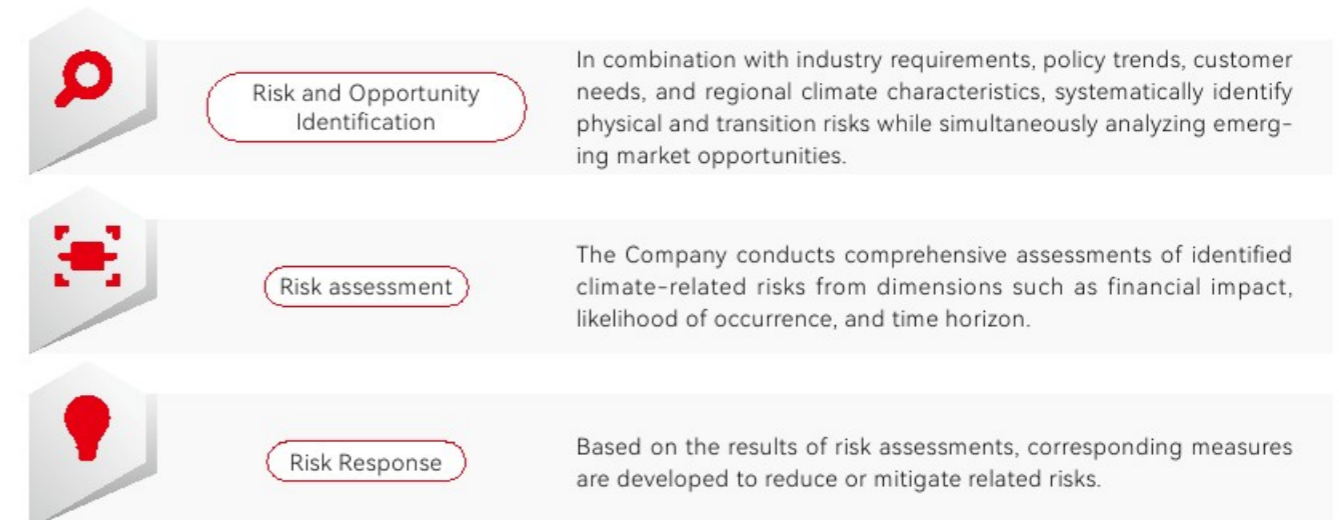 Risk and Opportunity
Identification
In combination with industry requirements, policy trends, customer
needs, and regional climate characteristics, systematically identify
physical and transition risks while simultaneously analyzing emerg-
ing market opportunities.
Risk assessment
The Company conducts comprehensive assessments of identified
climate-related risks from dimensions such as financial impact,
likelihood of occurrence, and time horizon.
Risk Response
Based on the results of risk assessments, corresponding measures
are developed to reduce or mitigate related risks.